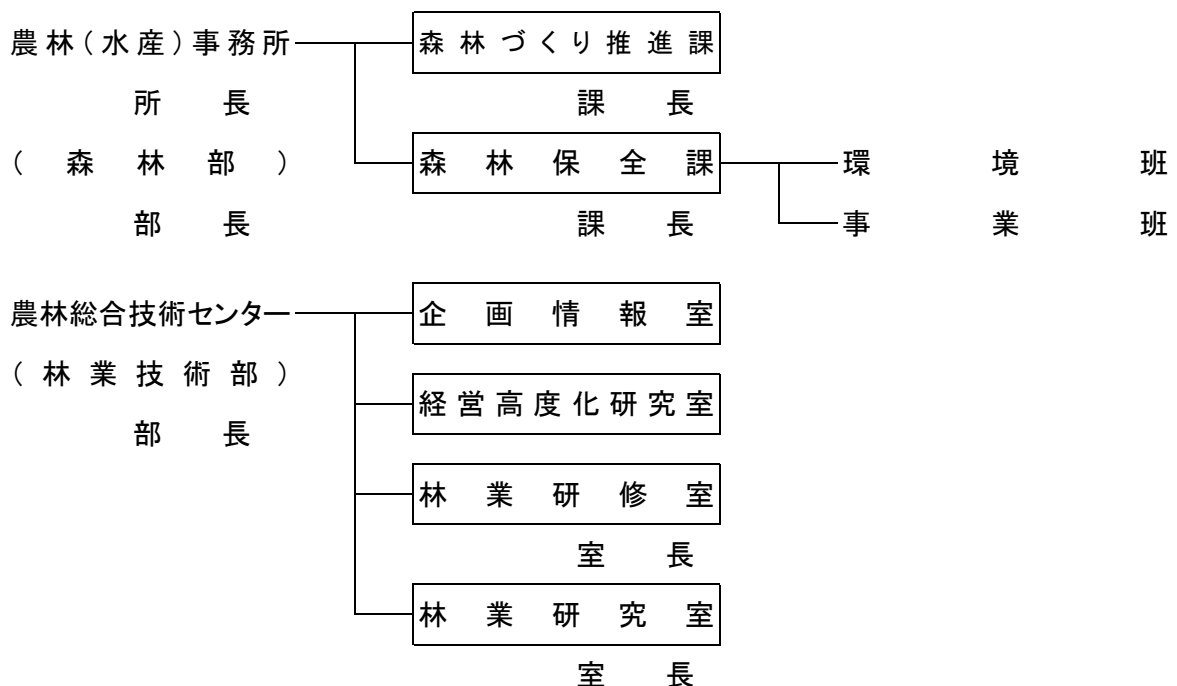 農林(水産)事務所 森林づくり推進課
所長 課長
(森林部) 森林保全課 環境班
部長 課長 事業班
農林総合技術センター 企画情報室
(林業技術部)
経営高度化研究室
部長
林業研修室
室長
林業研究室
室長